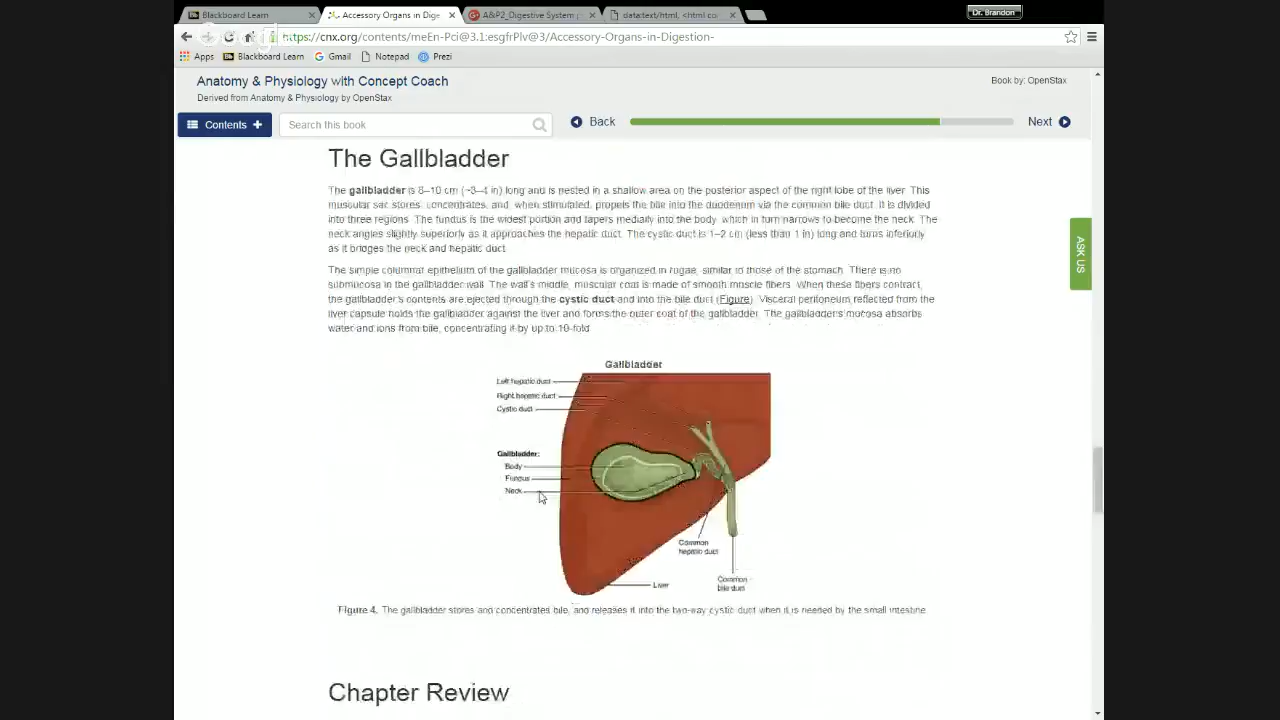 Blackboard Learn
Accessory Organs in Dige
A&P2_Digestive System
data:text/html, <html co
Dr. Brandon
https://cnx.org/contents/meEn-Pci@3.1:esgfrPlv@3/Accessory-Organs-in-Digestion-
Apps Blackboard Learn Gmail Notepad Prezi
Anatomy & Physiology with Concept Coach
Book by: OpenStax
Derived from Anatomy & Physiology by OpenStax
Contents +
Search this book
Back
Next
ASK US
The Gallbladder
The gallbladder is 8–10 cm (~3–4 in) long and is nested in a shallow area on the posterior aspect of the right lobe of the liver. This
muscular sac stores, concentrates, and, when stimulated, propels the bile into the duodenum via the common bile duct. It is divided
into three regions. The fundus is the widest portion and tapers medially into the body, which in turn narrows to become the neck. The
neck angles slightly superiorly as it approaches the hepatic duct. The cystic duct is 1–2 cm (less than 1 in) long and turns inferiorly
as it bridges the neck and hepatic duct.
The simple columnar epithelium of the gallbladder mucosa is organized in rugae, similar to those of the stomach. There is no
submucosa in the gallbladder wall. The wall's middle, muscular coat is made of smooth muscle fibers. When these fibers contract,
the gallbladder's contents are ejected through the cystic duct and into the bile duct (Figure). Visceral peritoneum reflected from the
liver capsule holds the gallbladder against the liver and forms the outer coat of the gallbladder. The gallbladder's mucosa absorbs
water and ions from bile, concentrating it by up to 10-fold.
Gallbladder
Left hepatic duct
Right hepatic duct
Cystic duct
Gallbladder:
Body
Fungus
Neck
Common
hepatic duct
Common
bile duct
Liver
Figure 4. The gallbladder stores and concentrates bile, and releases it into the two-way cystic duct when it is needed by the small intestine.
Chapter Review